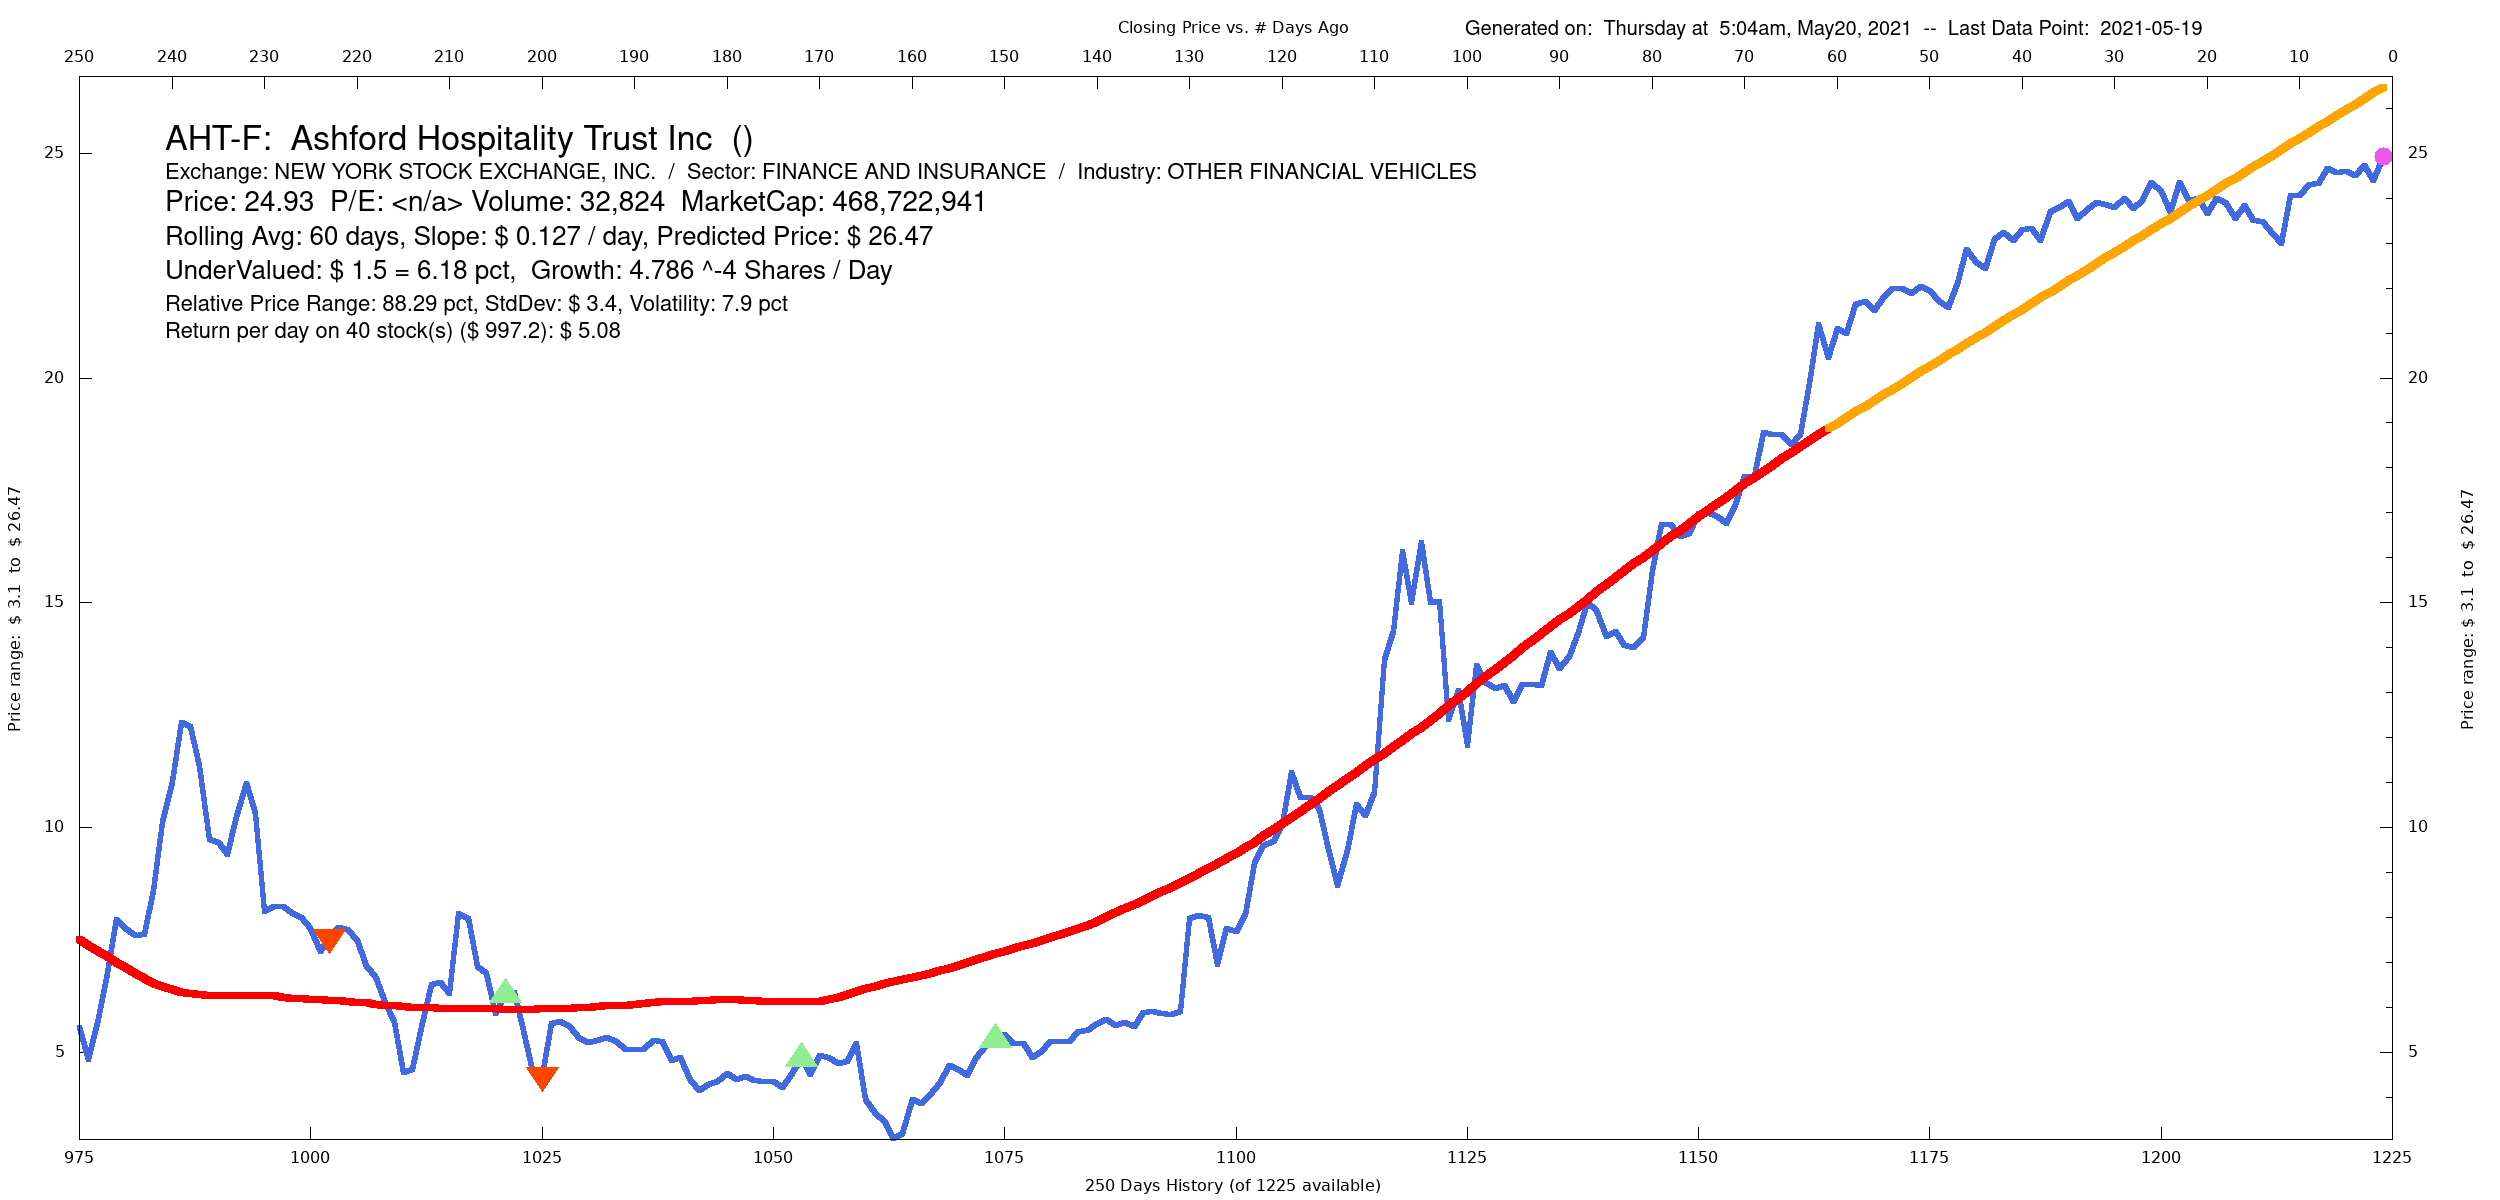 Closing Price vs. # Days Ago
Generated on:  Thursday at  5:04am, May20, 2021  --  Last Data Point:  2021-05-19
250 240 230 220 210 200 190 180 170 160 150 140 130 120 110 100 90 80 70 60 50 40 30 20 10 0
AHT-F:  Ashford Hospitality Trust Inc  ()
Exchange: NEW YORK STOCK EXCHANGE, INC.  /  Sector: FINANCE AND INSURANCE  /  Industry: OTHER FINANCIAL VEHICLES
Price: 24.93  P/E: <n/a> Volume: 32,824  MarketCap: 468,722,941
Rolling Avg: 60 days, Slope: $ 0.127 / day, Predicted Price: $ 26.47
UnderValued: $ 1.5 = 6.18 pct,  Growth: 4.786 ^-4 Shares / Day
Relative Price Range: 88.29 pct, StdDev: $ 3.4, Volatility: 7.9 pct
Return per day on 40 stock(s) ($ 997.2): $ 5.08
25 25
20 20
15 15
10 10
5 5
Price range:  $ 3.1  to  $ 26.47
Price range: $ 3.1  to  $ 26.47
975 1000 1025 1050 1075 1100 1125 1150 1175 1200 1225
250 Days History (of 1225 available)